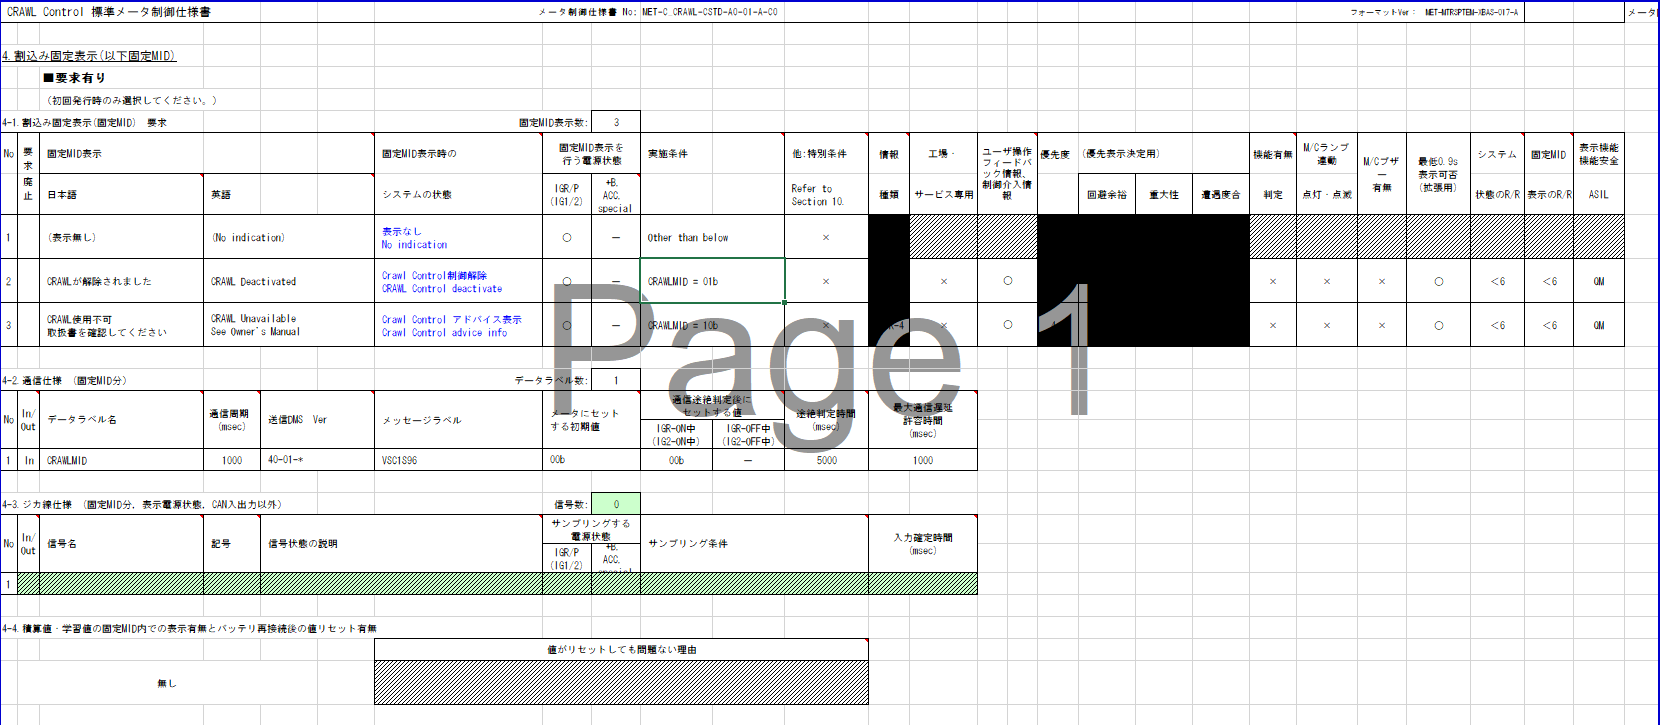 CRAWL Control 標準メータ制御仕様書 メータ制御仕様書 No: MET-C_CRAWL-CSTD-A0-01-A-C0 フォーマットVer： MET-MTRSPTEM-XBAS-017-A
4. 割込み固定表示(以下固定MID)
■要求有り
(初回発行時のみ選択してください。)
4-1. 割込み固定表示(固定MID) 要求 固定MID表示数: 3
No 要求廃止 固定MID表示 固定MID表示時の 固定MID表示を行う電源状態 実施条件 他:特別条件 情報 工場・ ユーザ操作フィードバック情報、制御介入情報 優先度 (優先表示決定用) 機能有無 M/Cランプ連動 M/Cブザー有無 最低0.9s表示可否(拡張用) システム 固定MID 表示機能機能安全
日本語 英語 システムの状態 IGR/P (IG1/2) +B, ACC, special Refer to Section 10. 種類 サービス専用 回避余裕 重大性 遭遇度合 判定 点灯・点滅 状態のR/R 表示のR/R ASIL
1 (表示無し) (No indication) 表示なし No indication ○ － Other than below ×
2 CRAWLが解除されました CRAWL Deactivated Crawl Control制御解除 CRAWL Control deactivate ○ － CRAWLMID = 01b × × ○ × × × ○ <6 <6 QM
3 CRAWL使用不可 取扱書を確認してください CRAWL Unavailable See Owner's Manual Crawl Control アドバイス表示 Crawl Control advice info ○ － CRAWLMID = 10b × -4 × ○ × × × ○ <6 <6 QM
Page 1
4-2. 通信仕様 (固定MID分) データラベル数: 1
No In/Out データラベル名 通信周期 (msec) 送信DMS Ver メッセージラベル メータにセットする初期値 通信途絶判定後にセットする値 途絶判定時間 (msec) 最大通信遅延許容時間 (msec)
IGR-ON中 (IG2-ON中) IGR-OFF中 (IG2-OFF中)
1 In CRAWLMID 1000 40-01-* VSC1S96 00b 00b － 5000 1000
4-3. ジカ線仕様 (固定MID分, 表示電源状態, CAN入出力以外) 信号数: 0
No In/Out 信号名 記号 信号状態の説明 サンプリングする電源状態 サンプリング条件 入力確定時間 (msec)
IGR/P (IG1/2) +B, ACC, special
1
4-4. 積算値・学習値の固定MID内での表示有無とバッテリ再接続後の値リセット有無
値がリセットしても問題ない理由
無し